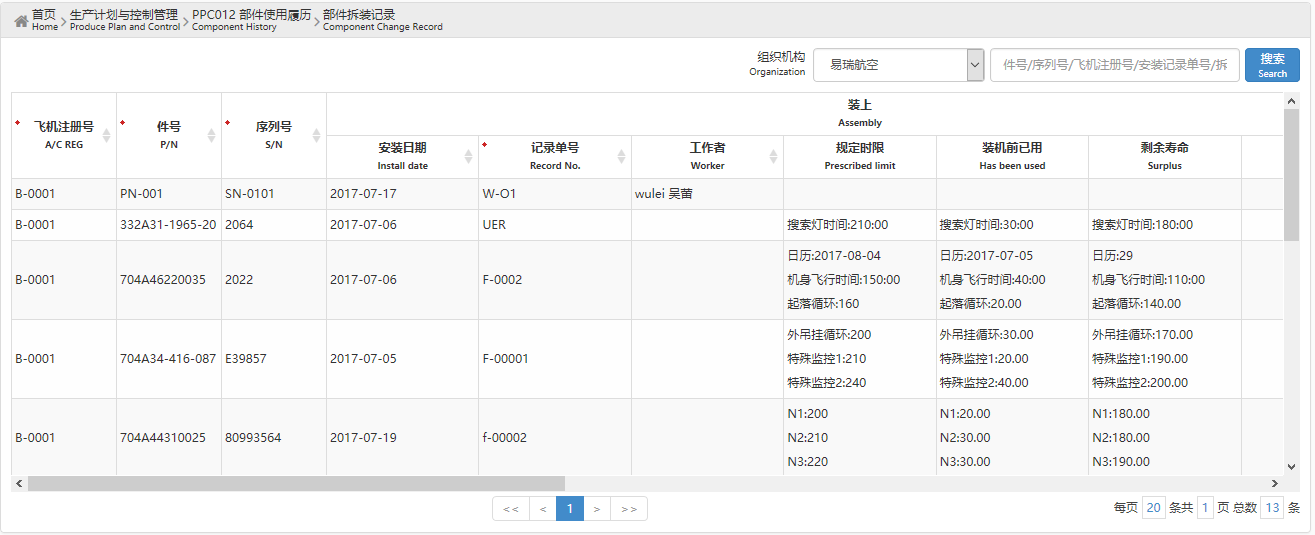 首页 > 生产计划与控制管理 > PPC012 部件使用履历 > 部件拆装记录
Home Produce Plan and Control Component History Component Change Record
组织机构
Organization
易瑞航空
件号/序列号/飞机注册号/安装记录单号/拆
搜索
Search
* 飞机注册号
A/C REG
* 件号
P/N
* 序列号
S/N
装上
Assembly
安装日期
Install date
* 记录单号
Record No.
工作者
Worker
规定时限
Prescribed limit
装机前已用
Has been used
剩余寿命
Surplus
B-0001 PN-001 SN-0101 2017-07-17 W-O1 wulei 吴蕾
B-0001 332A31-1965-20 2064 2017-07-06 UER 搜索灯时间:210:00 搜索灯时间:30:00 搜索灯时间:180:00
日历:2017-08-04 日历:2017-07-05 日历:29
B-0001 704A46220035 2022 2017-07-06 F-0002 机身飞行时间:150:00 机身飞行时间:40:00 机身飞行时间:110:00
起落循环:160 起落循环:20.00 起落循环:140.00
外吊挂循环:200 外吊挂循环:30.00 外吊挂循环:170.00
B-0001 704A34-416-087 E39857 2017-07-05 F-00001 特殊监控1:210 特殊监控1:20.00 特殊监控1:190.00
特殊监控2:240 特殊监控2:40.00 特殊监控2:200.00
N1:200 N1:20.00 N1:180.00
B-0001 704A44310025 80993564 2017-07-19 f-00002 N2:210 N2:30.00 N2:180.00
N3:220 N3:30.00 N3:190.00
<< < 1 > >>
每页 20 条共 1 页 总数 13 条